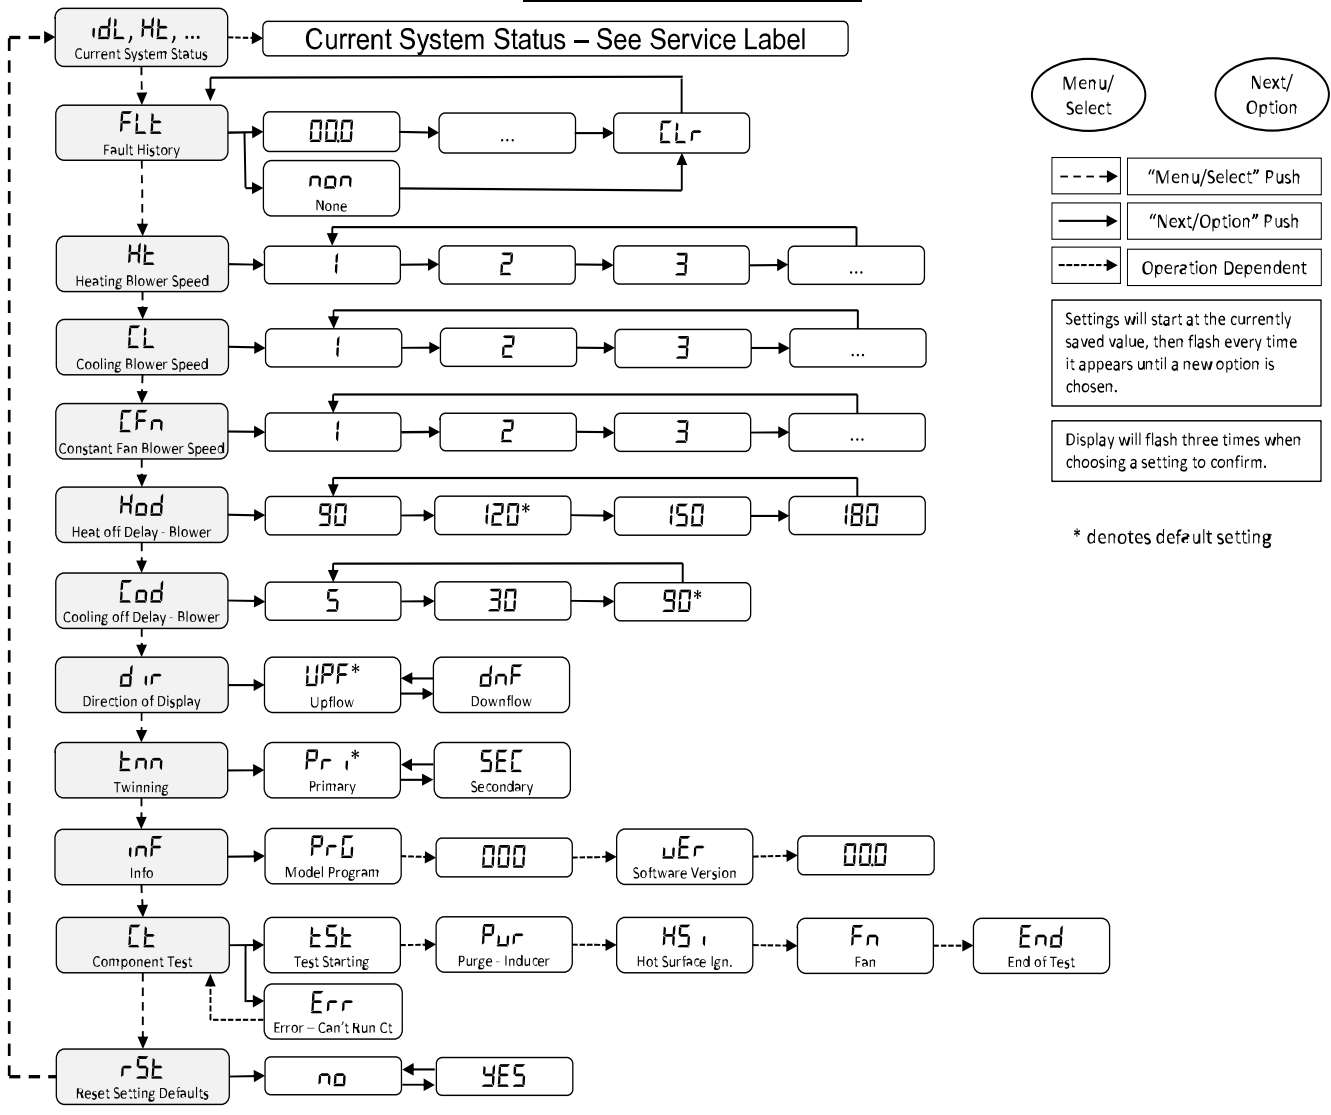 idL, Ht, ...
Current System Status
Current System Status – See Service Label
Menu/
Select
Next/
Option
FLt
Fault History
00.0
...
CLr
non
None
"Menu/Select" Push
"Next/Option" Push
Operation Dependent
Ht
Heating Blower Speed
1
2
3
...
CL
Cooling Blower Speed
1
2
3
...
Settings will start at the currently
saved value, then flash every time
it appears until a new option is
chosen.
CFn
Constant Fan Blower Speed
1
2
3
...
Display will flash three times when
choosing a setting to confirm.
Hod
Heat off Delay - Blower
90
120*
150
180
* denotes default setting
Cod
Cooling off Delay - Blower
5
30
90*
dir
Direction of Display
UPF*
Upflow
dnF
Downflow
tnn
Twinning
Pri*
Primary
SEC
Secondary
inF
Info
PrG
Model Program
000
uEr
Software Version
00.0
Ct
Component Test
tSt
Test Starting
Pur
Purge - Inducer
HSi
Hot Surface Ign.
Fn
Fan
End
End of Test
Err
Error – Can't Run Ct
rSt
Reset Setting Defaults
no
YES